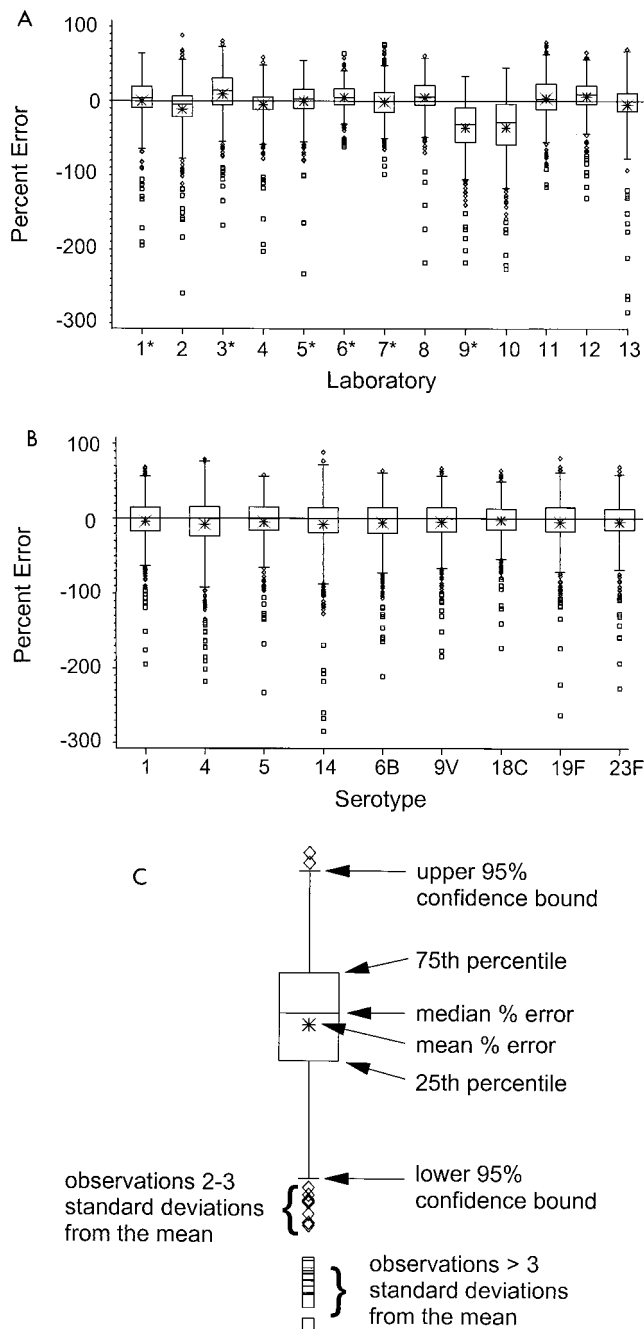 A
100
0
-100
-200
-300
Percent Error
1* 2 3* 4 5* 6* 7* 8 9* 10 11 12 13
Laboratory
B
100
0
-100
-200
-300
Percent Error
1 4 5 14 6B 9V 18C 19F 23F
Serotype
C
upper 95%
confidence bound
75th percentile
median % error
mean % error
25th percentile
lower 95%
confidence bound
observations 2-3
standard deviations
from the mean
observations > 3
standard deviations
from the mean